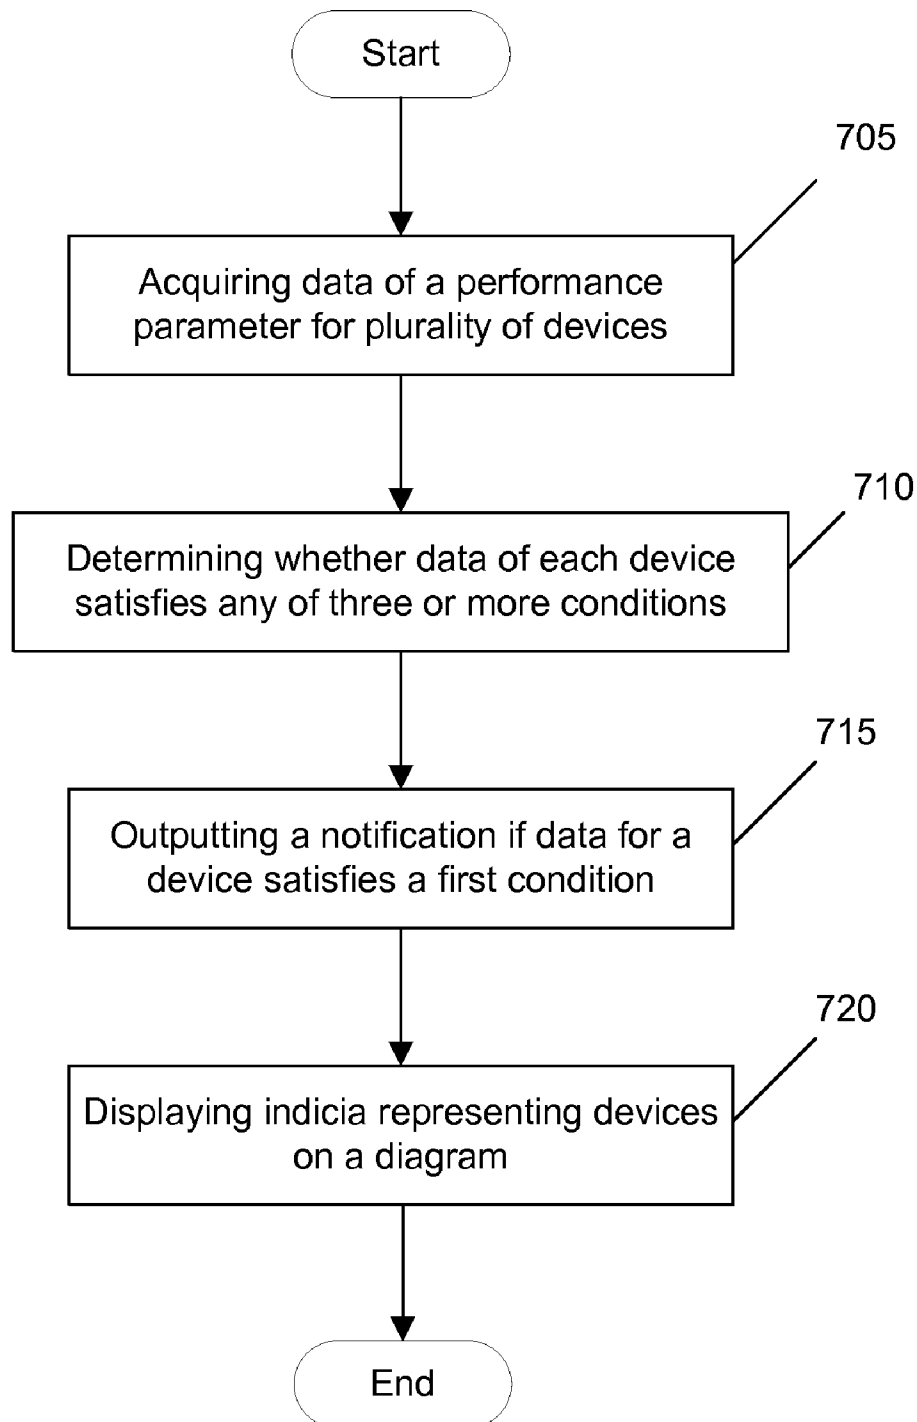 Start
705
Acquiring data of a performance
parameter for plurality of devices
710
Determining whether data of each device
satisfies any of three or more conditions
715
Outputting a notification if data for a
device satisfies a first condition
720
Displaying indicia representing devices
on a diagram
End